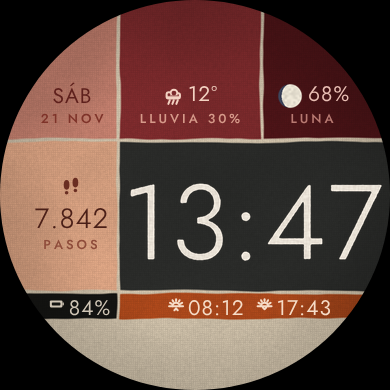 SÁB
21 NOV
12°
LLUVIA 30%
68%
LUNA
7.842
PASOS
13:47
84%
08:12 17:43